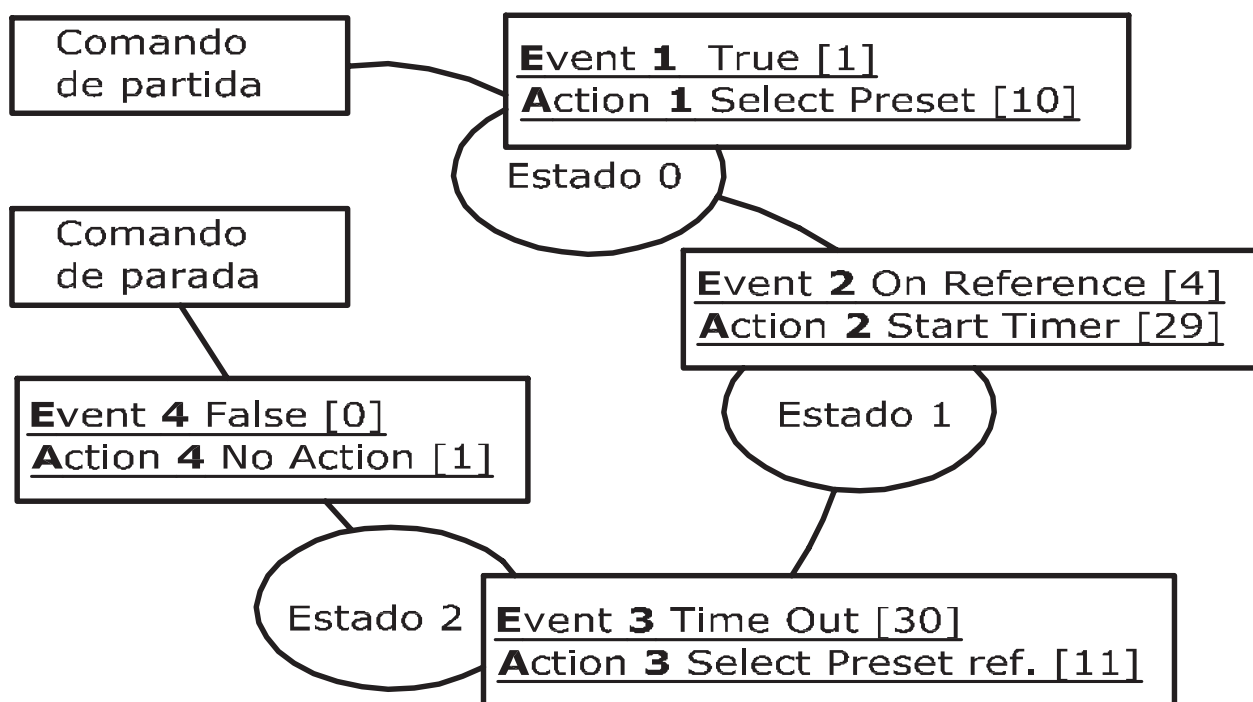 Comando
de partida
Event 1 True [1]
Action 1 Select Preset [10]
Estado 0
Comando
de parada
Event 2 On Reference [4]
Action 2 Start Timer [29]
Estado 1
Event 4 False [0]
Action 4 No Action [1]
Estado 2
Event 3 Time Out [30]
Action 3 Select Preset ref. [11]